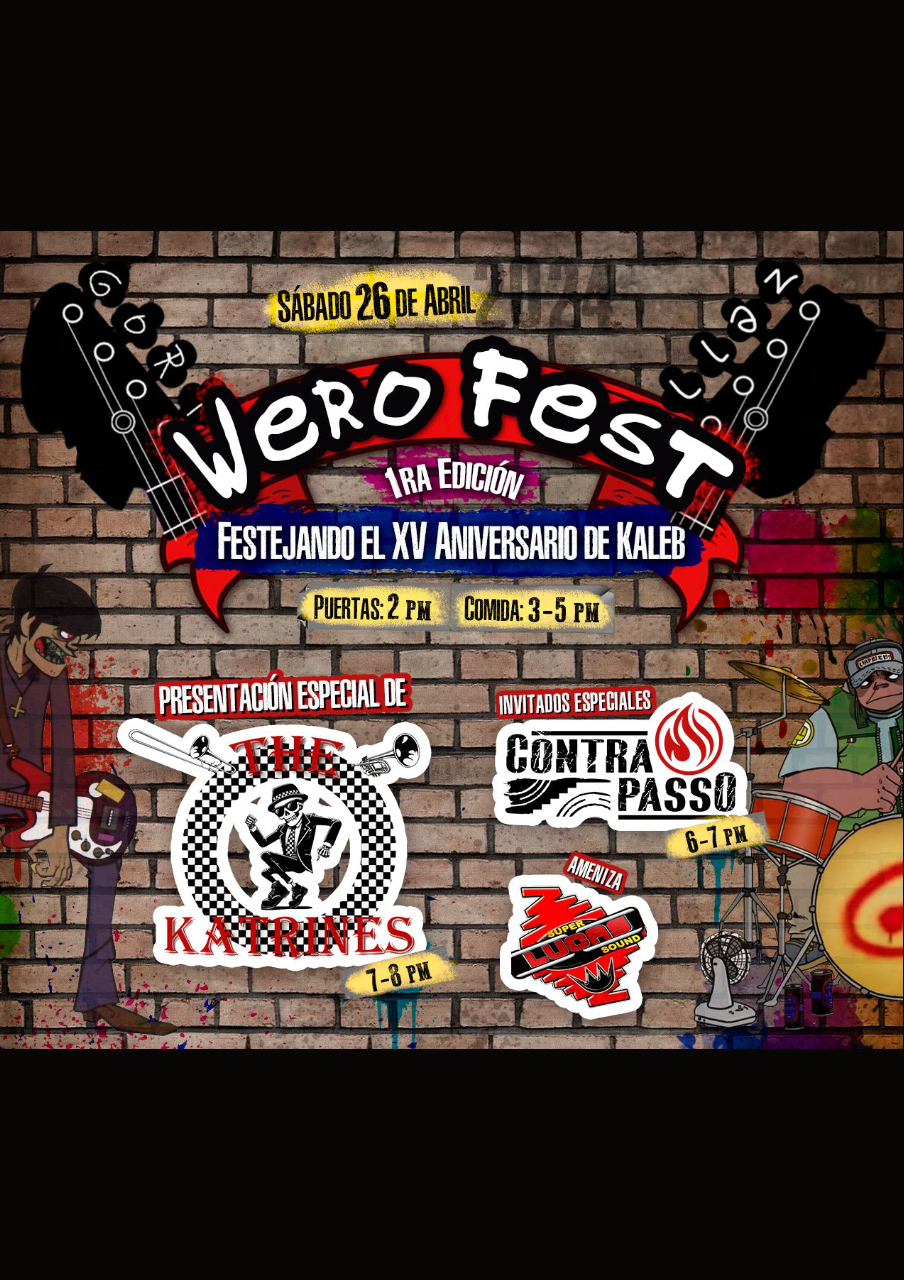 SÁBADO 26 DE ABRIL
2024
WERO FEST
1RA EDICIÓN
FESTEJANDO EL XV ANIVERSARIO DE KALEB
PUERTAS: 2 PM
COMIDA: 3-5 PM
PRESENTACIÓN ESPECIAL DE
THE
KATRINES
7-8 PM
INVITADOS ESPECIALES
CONTRA
PASSO
6-7 PM
AMENIZA
SUPER
LUCAS
SOUND